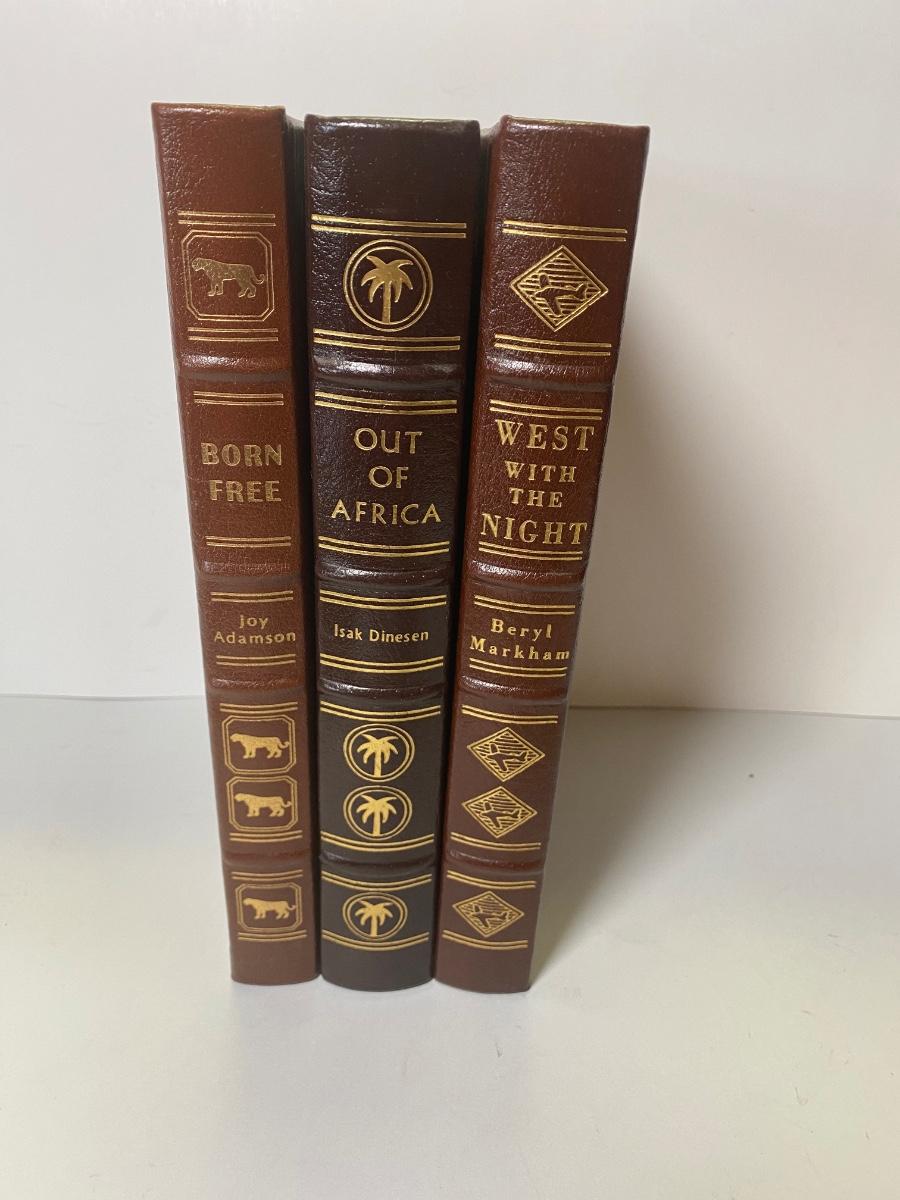 BORN
FREE
Joy
Adamson
OUT
OF
AFRICA
Isak Dinesen
WEST
WITH
THE
NIGHT
Beryl
Markham